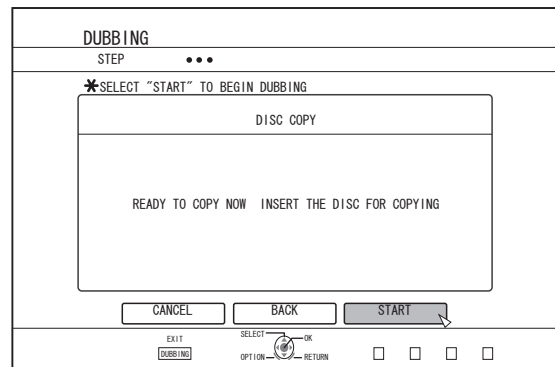 DUBBING
STEP
*SELECT "START" TO BEGIN DUBBING
DISC COPY
READY TO COPY NOW INSERT THE DISC FOR COPYING
CANCEL BACK START
EXIT
DUBBING
SELECT OK
OPTION RETURN